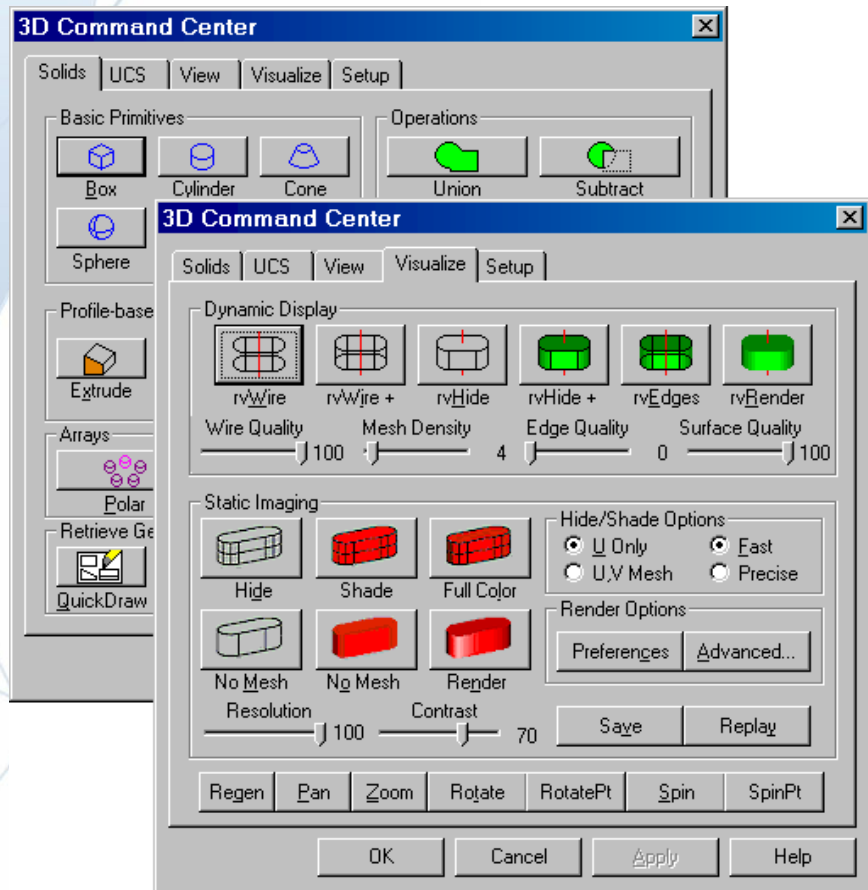 3D Command Center
Solids UCS View Visualize Setup
Basic Primitives Operations
Box Cylinder Cone Union Subtract
Sphere
Profile-base
Extrude
Arrays
Polar
Retrieve Ge
QuickDraw
3D Command Center
Solids UCS View Visualize Setup
Dynamic Display
rvWire rvWire + rvHide rvHide + rvEdges rvRender
Wire Quality Mesh Density Edge Quality Surface Quality
100 4 0 100
Static Imaging
Hide Shade Full Color
No Mesh No Mesh Render
Resolution Contrast
100 70
Hide/Shade Options
U Only Fast
U,V Mesh Precise
Render Options
Preferences Advanced...
Save Replay
Regen Pan Zoom Rotate RotatePt Spin SpinPt
OK Cancel Apply Help